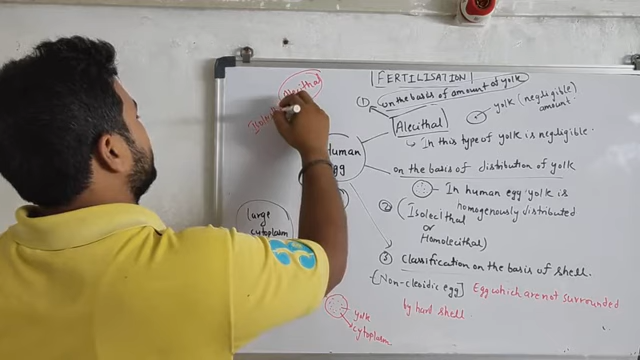 FERTILISATION
Alecithal
① on the basis of amount of yolk
yolk (negligible)
amount.
Alecithal
In this type of yolk is negligible.
Human
egg
on the basis of distribution of yolk
In human egg yolk is
homogenously distributed
② (Isolecithal
or
Homolecithal)
large
cytoplasm
③ Classification on the basis of shell.
[Non-cleoidic egg] Egg which are not surrounded
by hard shell.
yolk
cytoplasm